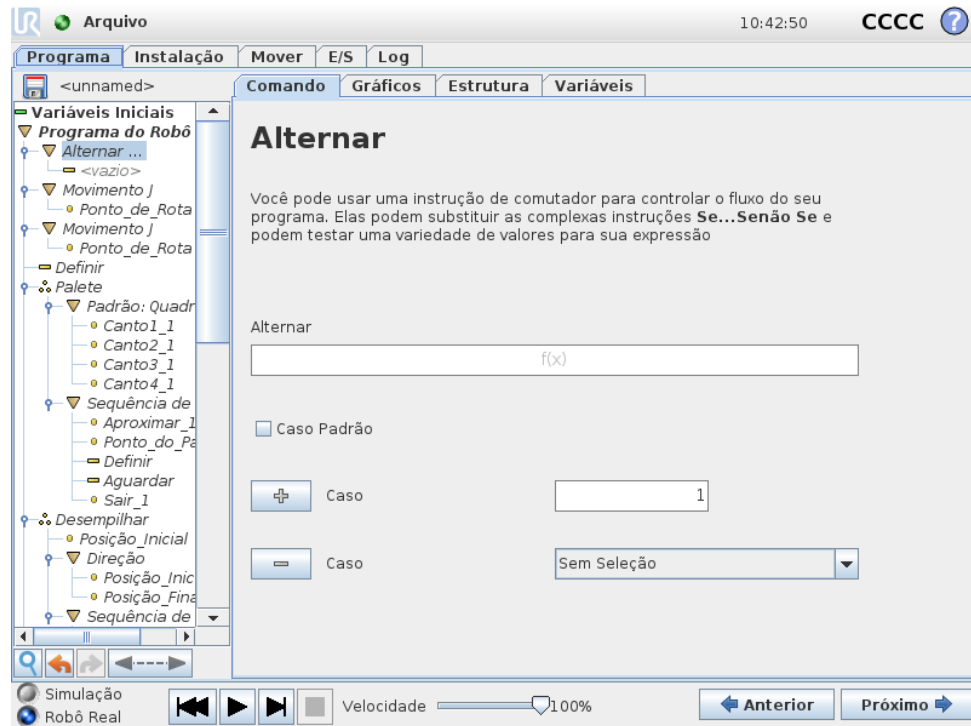 Arquivo
10:42:50
CCCC
?
Programa
Instalação
Mover
E/S
Log
<unnamed>
Comando
Gráficos
Estrutura
Variáveis
Variáveis Iniciais
Programa do Robô
Alternar ...
<vazio>
Movimento J
Ponto_de_Rota
Movimento J
Ponto_de_Rota
Definir
Palete
Padrão: Quadr
Canto1_1
Canto2_1
Canto3_1
Canto4_1
Sequência de
Aproximar_1
Ponto_do_Pa
Definir
Aguardar
Sair_1
Desempilhar
Posição_Inicial
Direção
Posição_Inic
Posição_Fina
Sequência de
Alternar
Você pode usar uma instrução de comutador para controlar o fluxo do seu
programa. Elas podem substituir as complexas instruções Se...Senão Se e
podem testar uma variedade de valores para sua expressão
Alternar
f(x)
Caso Padrão
Caso
1
Caso
Sem Seleção
Simulação
Robô Real
Velocidade
100%
Anterior
Próximo